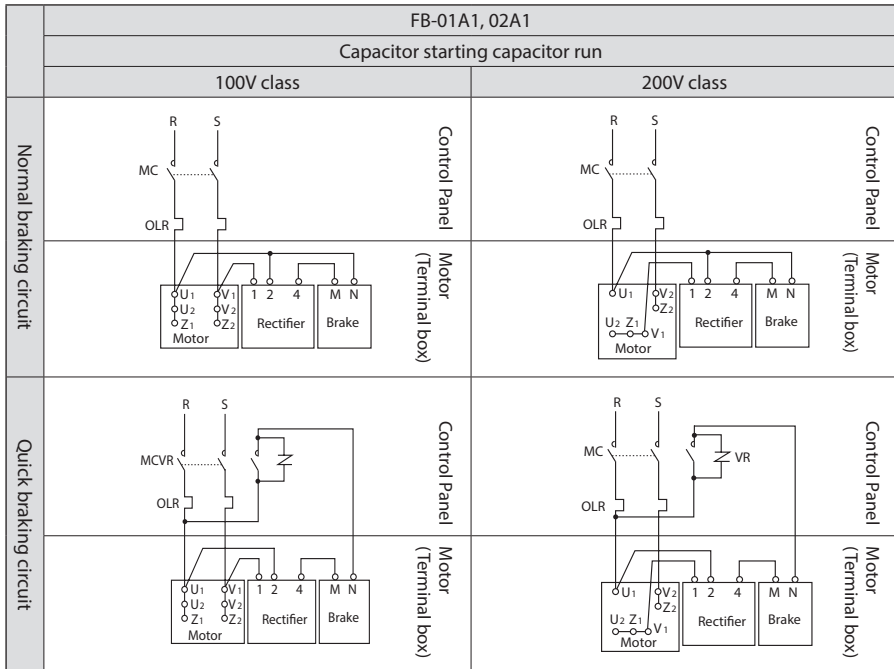 FB-01A1, 02A1
Capacitor starting capacitor run
100V class
200V class
Normal braking circuit
R S
MC
OLR
Control Panel
U1 V1 1 2 4 M N
U2 V2
Z1 Z2
Motor Rectifier Brake
Motor
(Terminal box)
R S
MC
OLR
Control Panel
U1 V2 1 2 4 M N
Z2
U2 Z1 V1
Motor Rectifier Brake
Motor
(Terminal box)
Quick braking circuit
R S
MCVR
OLR
Control Panel
U1 V1 1 2 4 M N
U2 V2
Z1 Z2
Motor Rectifier Brake
Motor
(Terminal box)
R S
MC VR
OLR
Control Panel
U1 V2 1 2 4 M N
Z2
U2 Z1 V1
Motor Rectifier Brake
Motor
(Terminal box)